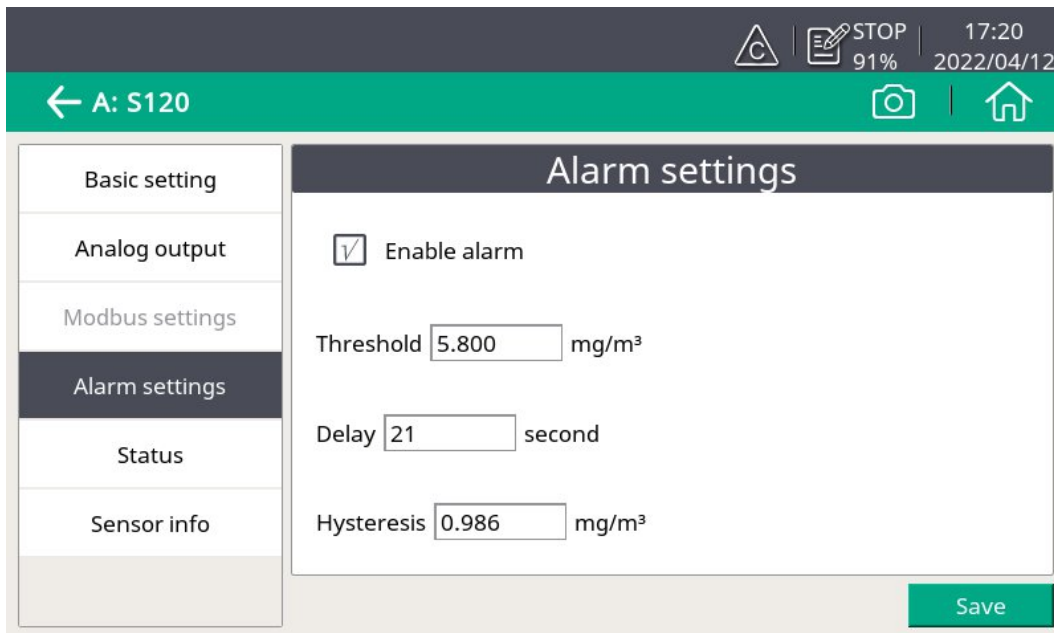 C
STOP
91%
17:20
2022/04/12
A: S120
Basic setting
Analog output
Modbus settings
Alarm settings
Status
Sensor info
Alarm settings
√ Enable alarm
Threshold 5.800 mg/m³
Delay 21 second
Hysteresis 0.986 mg/m³
Save